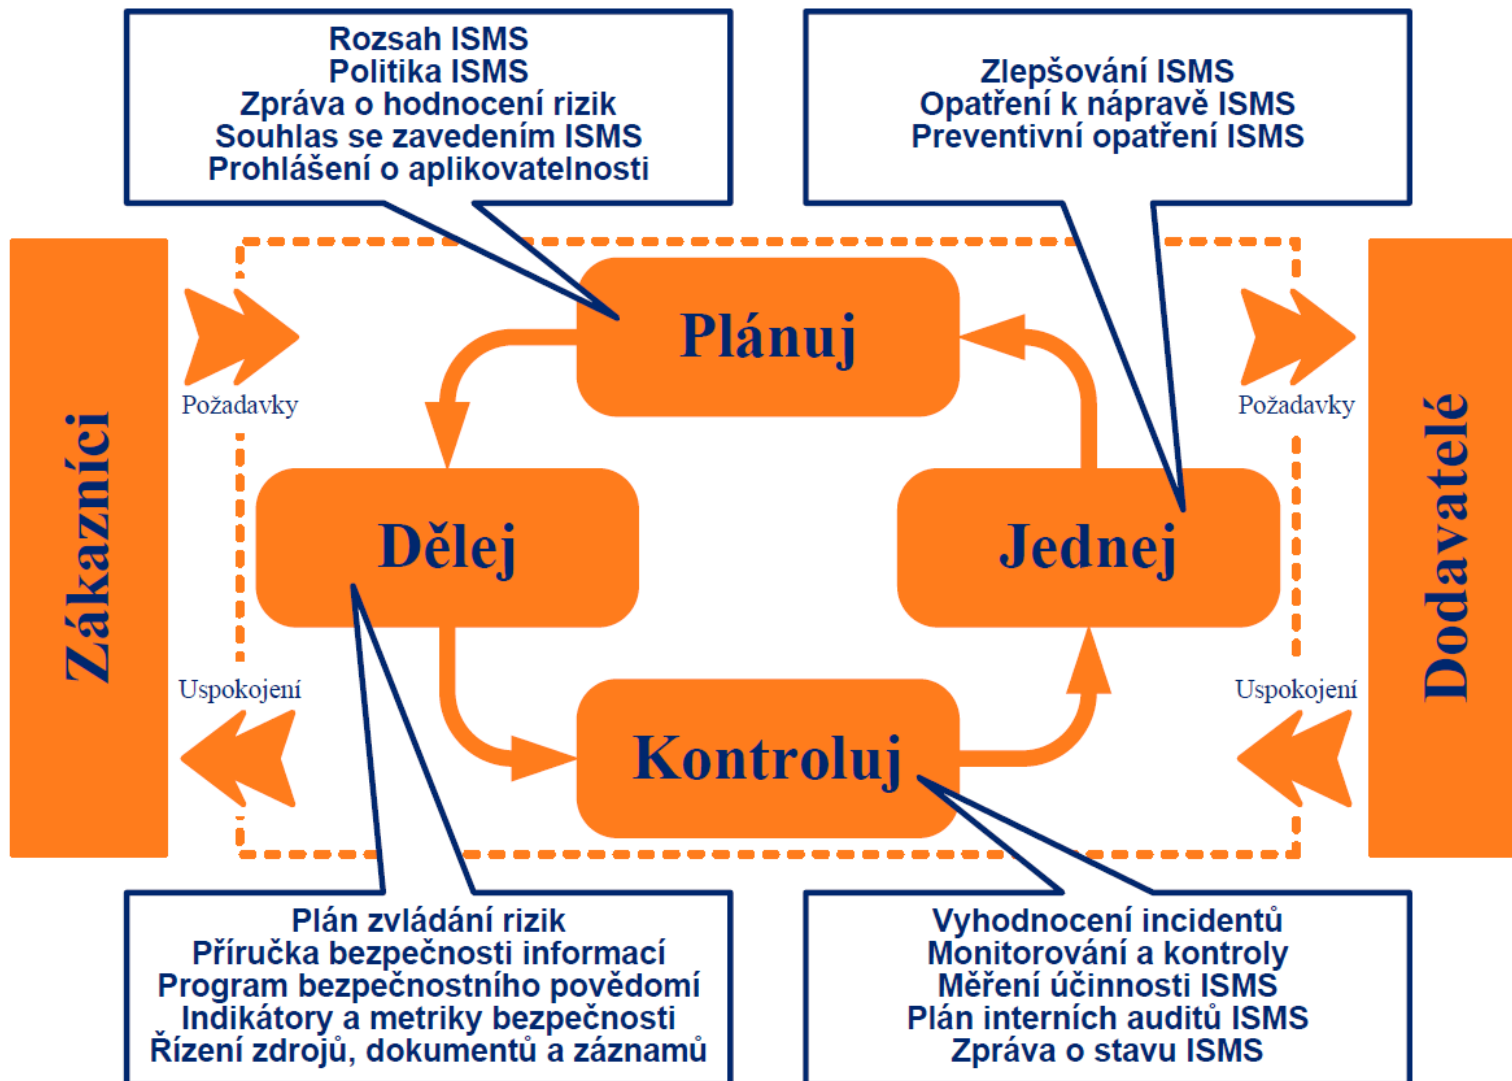 Rozsah ISMS
Politika ISMS
Zpráva o hodnocení rizik
Souhlas se zavedením ISMS
Prohlášení o aplikovatelnosti
Zlepšování ISMS
Opatření k nápravě ISMS
Preventivní opatření ISMS
Zákazníci
Požadavky
Uspokojení
Plánuj
Dělej
Jednej
Kontroluj
Požadavky
Uspokojení
Dodavatelé
Plán zvládání rizik
Příručka bezpečnosti informací
Program bezpečnostního povědomí
Indikátory a metriky bezpečnosti
Řízení zdrojů, dokumentů a záznamů
Vyhodnocení incidentů
Monitorování a kontroly
Měření účinnosti ISMS
Plán interních auditů ISMS
Zpráva o stavu ISMS